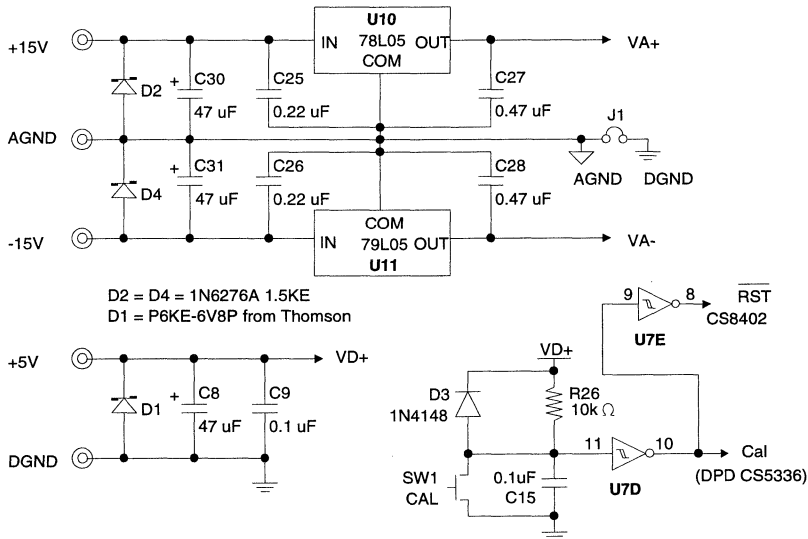 U10
+15V
IN 78L05 OUT
COM
VA+
D2
+ C30
47 uF
C25
0.22 uF
C27
0.47 uF
J1
AGND
AGND DGND
D4
+ C31
47 uF
C26
0.22 uF
C28
0.47 uF
COM
-15V
IN 79L05 OUT
U11
VA-
D2 = D4 = 1N6276A 1.5KE
D1 = P6KE-6V8P from Thomson
9 8 RST
CS8402
U7E
+5V
VD+
D1
+ C8
47 uF
C9
0.1 uF
DGND
VD+
D3
1N4148
R26
10k Ω
11 10 Cal
(DPD CS5336)
U7D
SW1
CAL
0.1uF
C15